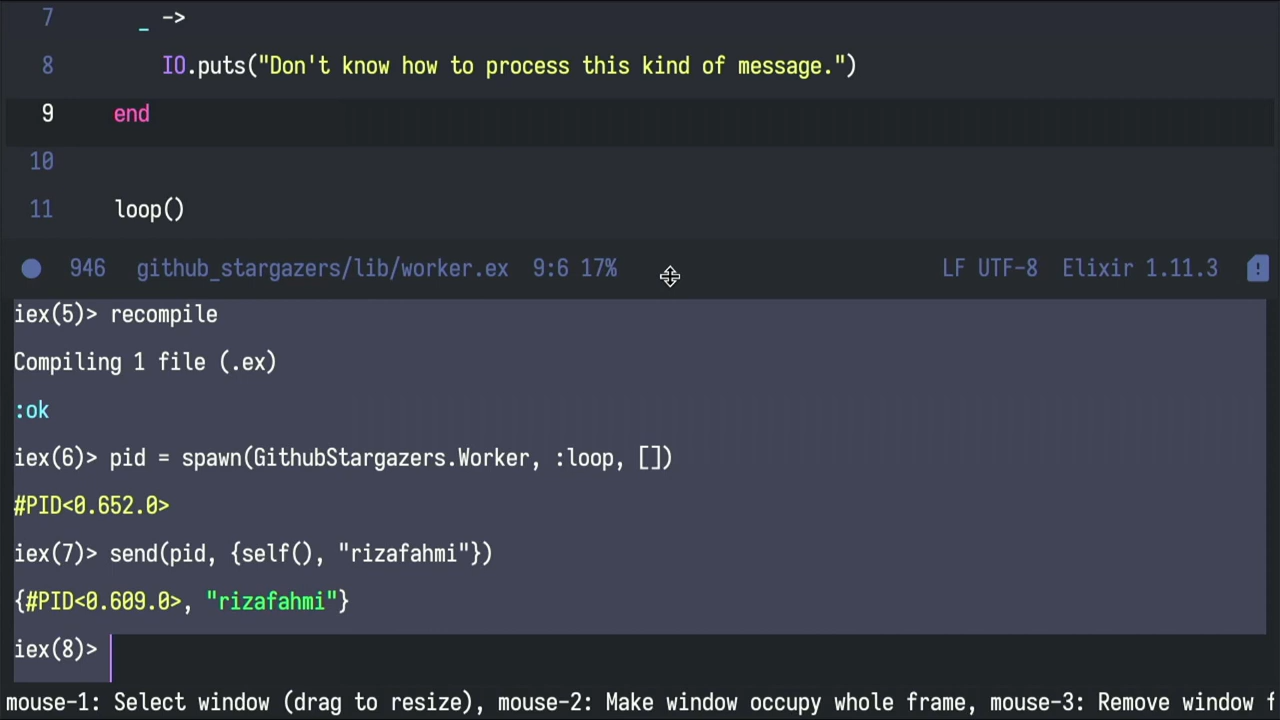 7 _ ->
8 IO.puts("Don't know how to process this kind of message.")
9 end
10
11 loop()
946 github_stargazers/lib/worker.ex 9:6 17% LF UTF-8 Elixir 1.11.3 !
iex(5)> recompile
Compiling 1 file (.ex)
:ok
iex(6)> pid = spawn(GithubStargazers.Worker, :loop, [])
#PID<0.652.0>
iex(7)> send(pid, {self(), "rizafahmi"})
{#PID<0.609.0>, "rizafahmi"}
iex(8)>
mouse-1: Select window (drag to resize), mouse-2: Make window occupy whole frame, mouse-3: Remove window f